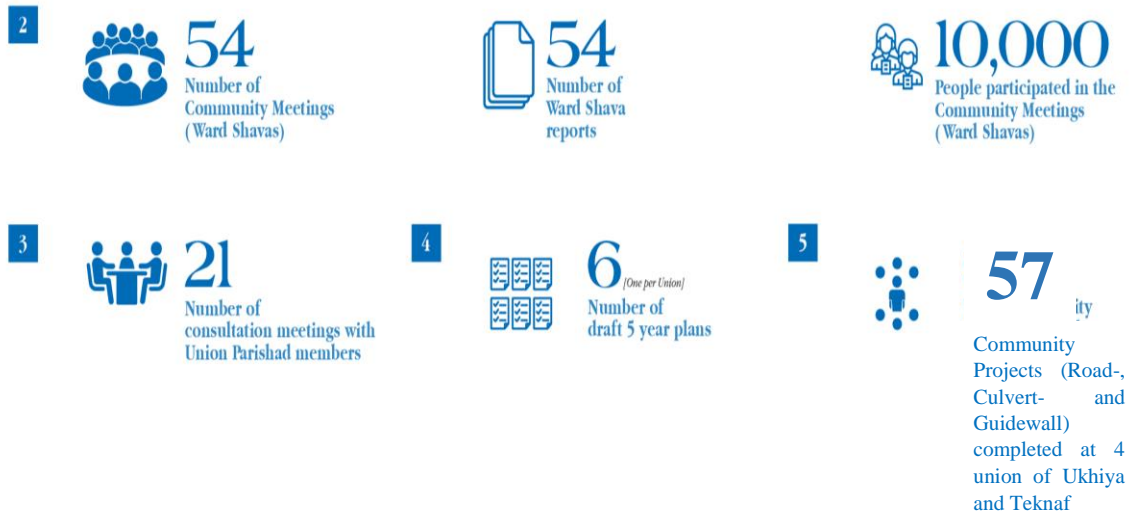 2
54
Number of
Community Meetings
(Ward Shavas)
54
Number of
Ward Shava
reports
10,000
People participated in the
Community Meetings
(Ward Shavas)
3
21
Number of
consultation meetings with
Union Parishad members
4
6 [One per Union]
Number of
draft 5 year plans
5
57
ity
Community
Projects (Road-,
Culvert- and
Guidewall)
completed at 4
union of Ukhiya
and Teknaf